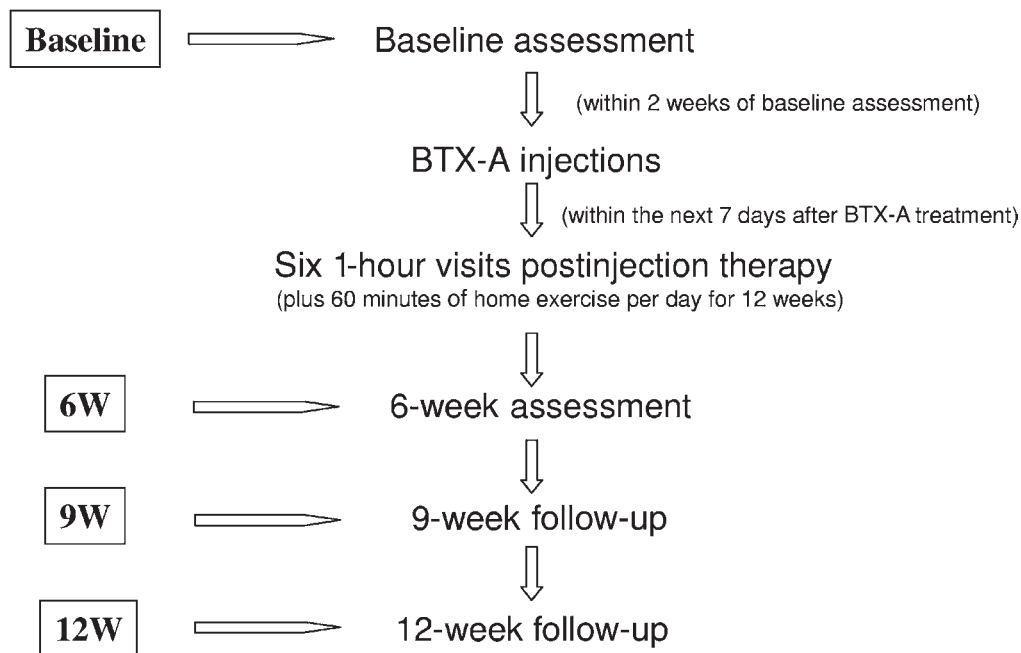 Baseline
Baseline assessment
(within 2 weeks of baseline assessment)
BTX-A injections
(within the next 7 days after BTX-A treatment)
Six 1-hour visits postinjection therapy
(plus 60 minutes of home exercise per day for 12 weeks)
6W
6-week assessment
9W
9-week follow-up
12W
12-week follow-up